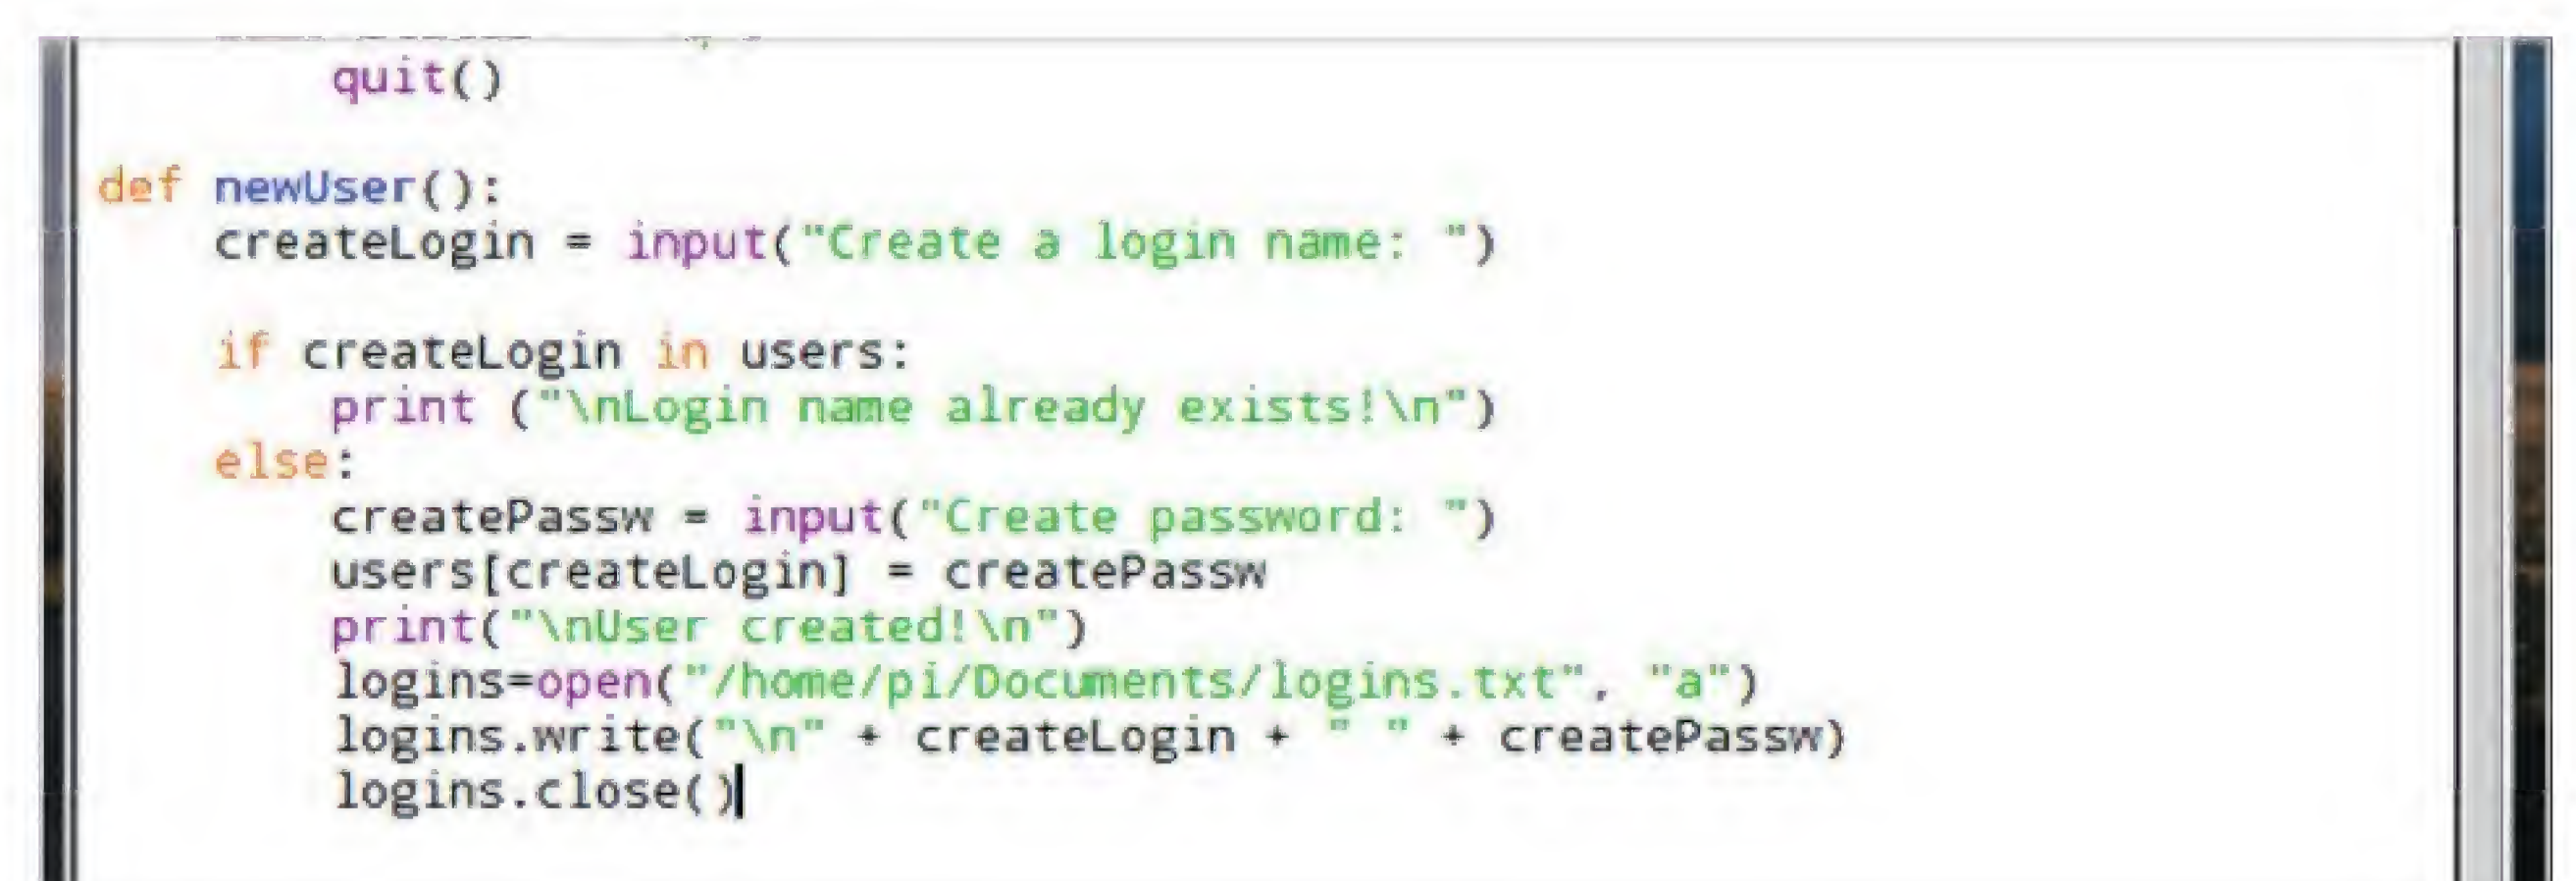 quit()
def newUser():
createLogin = input("Create a login name: ")
if createLogin in users:
print ("\nLogin name already exists!\n")
else:
createPassw = input("Create password: ")
users[createLogin] = createPassw
print("\nUser created!\n")
logins=open("/home/pi/Documents/logins.txt", "a")
logins.write("\n" + createLogin + " " + createPassw)
logins.close()